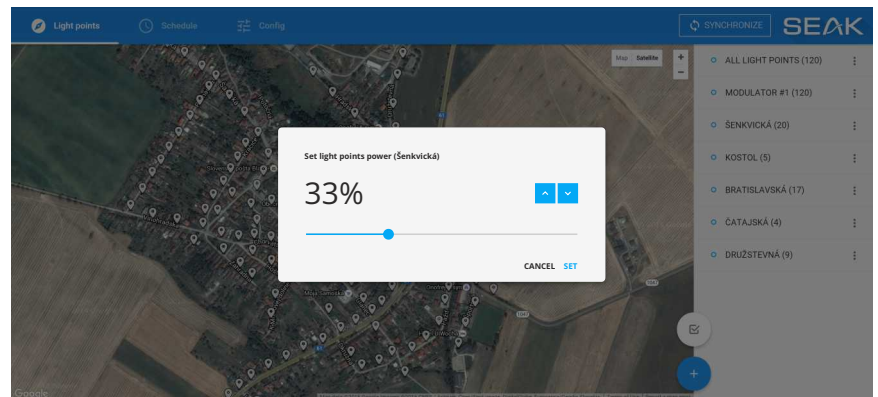 Light points
Schedule
Config
SYNCHRONIZE
SEAK
Map Satellite
+
−
ALL LIGHT POINTS (120)
MODULATOR #1 (120)
ŠENKVICKÁ (20)
KOSTOL (5)
BRATISLAVSKÁ (17)
ČATAJSKÁ (4)
DRUŽSTEVNÁ (9)
Set light points power (Šenkvická)
33%
CANCEL SET
+
Google